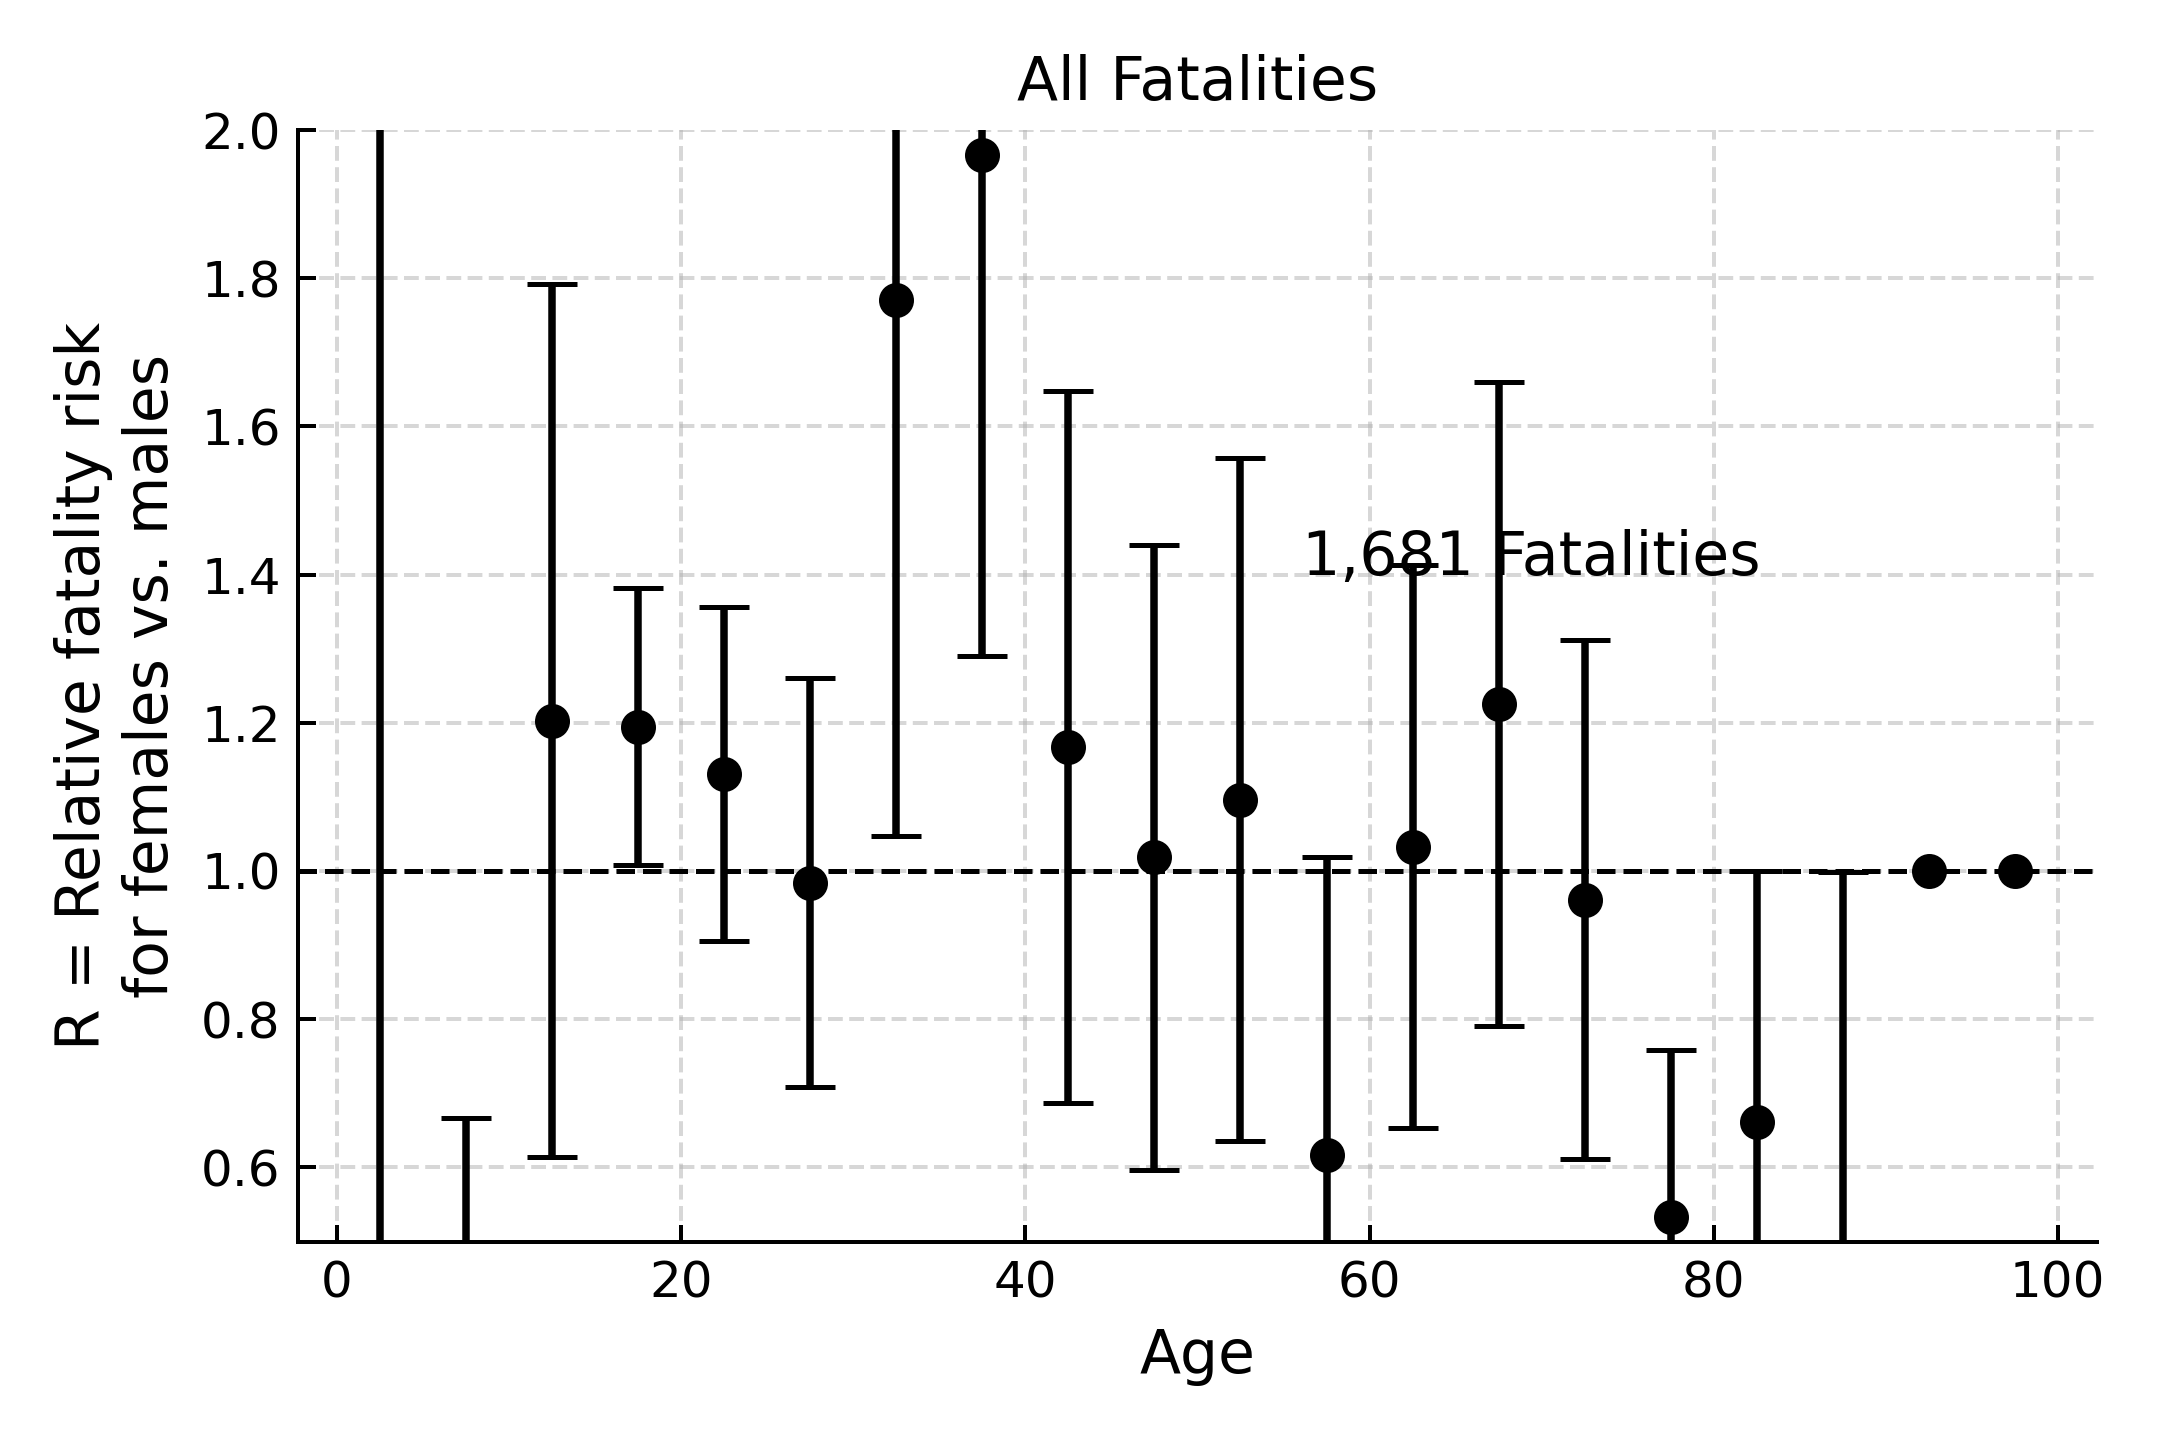 All Fatalities
R = Relative fatality risk
for females vs. males
2.0
1.8
1.6
1.4
1.2
1.0
0.8
0.6
1,681 Fatalities
0 20 40 60 80 100
Age